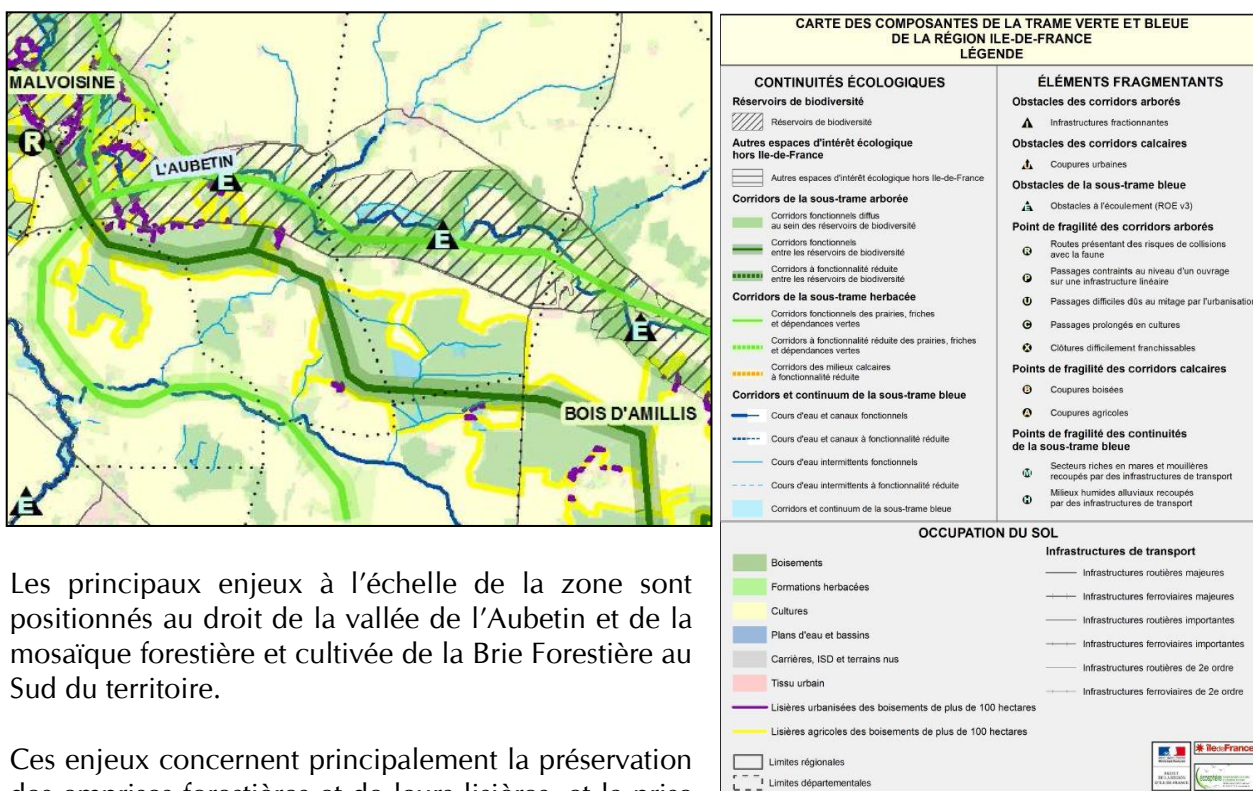 MALVOISINE
R
L'AUBETIN
E
E
E
E
BOIS D'AMILLIS
Les principaux enjeux à l'échelle de la zone sont
positionnés au droit de la vallée de l'Aubetin et de la
mosaïque forestière et cultivée de la Brie Forestière au
Sud du territoire.
Ces enjeux concernent principalement la préservation
des emprises forestières et de leurs lisières, et la prise
CARTE DES COMPOSANTES DE LA TRAME VERTE ET BLEUE
DE LA RÉGION ILE-DE-FRANCE
LÉGENDE
CONTINUITÉS ÉCOLOGIQUES
Réservoirs de biodiversité
Réservoirs de biodiversité
Autres espaces d'intérêt écologique
hors Ile-de-France
Autres espaces d'intérêt écologique hors Ile-de-France
Corridors de la sous-trame arborée
Corridors fonctionnels diffus
au sein des réservoirs de biodiversité
Corridors fonctionnels
entre les réservoirs de biodiversité
Corridors à fonctionnalité réduite
entre les réservoirs de biodiversité
Corridors de la sous-trame herbacée
Corridors fonctionnels des prairies, friches
et dépendances vertes
Corridors à fonctionnalité réduite des prairies, friches
et dépendances vertes
Corridors des milieux calcaires
à fonctionnalité réduite
Corridors et continuum de la sous-trame bleue
Cours d'eau et canaux fonctionnels
Cours d'eau et canaux à fonctionnalité réduite
Cours d'eau intermittents fonctionnels
Cours d'eau intermittents à fonctionnalité réduite
Corridors et continuum de la sous-trame bleue
ÉLÉMENTS FRAGMENTANTS
Obstacles des corridors arborés
Infrastructures fractionnantes
Obstacles des corridors calcaires
Coupures urbaines
Obstacles de la sous-trame bleue
E Obstacles à l'écoulement (ROE v3)
Point de fragilité des corridors arborés
R Routes présentant des risques de collisions
avec la faune
P Passages contraints au niveau d'un ouvrage
sur une infrastructure linéaire
U Passages difficiles dûs au mitage par l'urbanisation
C Passages prolongés en cultures
X Clôtures difficilement franchissables
Points de fragilité des corridors calcaires
B Coupures boisées
A Coupures agricoles
Points de fragilité des continuités
de la sous-trame bleue
M Secteurs riches en mares et mouillères
recoupés par des infrastructures de transport
H Milieux humides alluviaux recoupés
par des infrastructures de transport
OCCUPATION DU SOL
Boisements
Formations herbacées
Cultures
Plans d'eau et bassins
Carrières, ISD et terrains nus
Tissu urbain
Lisières urbanisées des boisements de plus de 100 hectares
Lisières agricoles des boisements de plus de 100 hectares
Limites régionales
Limites départementales
Infrastructures de transport
Infrastructures routières majeures
Infrastructures ferroviaires majeures
Infrastructures routières importantes
Infrastructures ferroviaires importantes
Infrastructures routières de 2e ordre
Infrastructures ferroviaires de 2e ordre
îledeFrance
écosphère